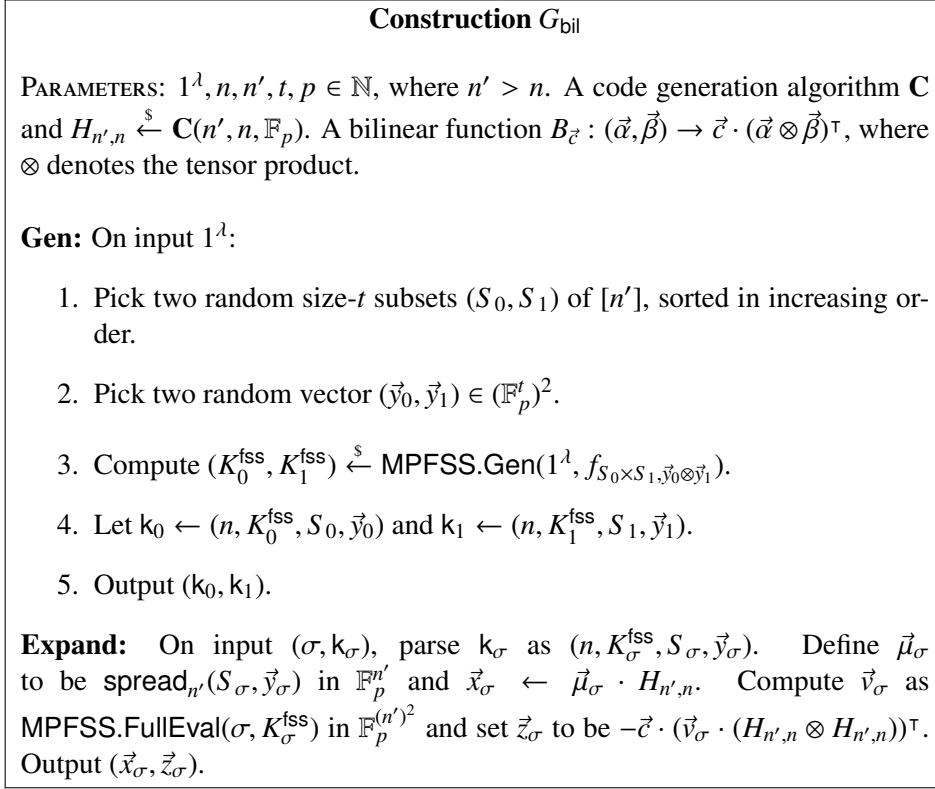 Construction G_bil
PARAMETERS: 1^λ, n, n′, t, p ∈ ℕ, where n′ > n. A code generation algorithm C
and H_{n′,n} ←$ C(n′, n, 𝔽_p). A bilinear function B_{c⃗} : (α⃗, β⃗) → c⃗ · (α⃗ ⊗ β⃗)^⊺, where
⊗ denotes the tensor product.
Gen: On input 1^λ:
1. Pick two random size-t subsets (S_0, S_1) of [n′], sorted in increasing or-
der.
2. Pick two random vector (y⃗_0, y⃗_1) ∈ (𝔽_p^t)^2.
3. Compute (K_0^fss, K_1^fss) ←$ MPFSS.Gen(1^λ, f_{S_0×S_1, y⃗_0⊗y⃗_1}).
4. Let k_0 ← (n, K_0^fss, S_0, y⃗_0) and k_1 ← (n, K_1^fss, S_1, y⃗_1).
5. Output (k_0, k_1).
Expand: On input (σ, k_σ), parse k_σ as (n, K_σ^fss, S_σ, y⃗_σ). Define μ⃗_σ
to be spread_{n′}(S_σ, y⃗_σ) in 𝔽_p^{n′} and x⃗_σ ← μ⃗_σ · H_{n′,n}. Compute v⃗_σ as
MPFSS.FullEval(σ, K_σ^fss) in 𝔽_p^{(n′)^2} and set z⃗_σ to be −c⃗ · (v⃗_σ · (H_{n′,n} ⊗ H_{n′,n}))^⊺.
Output (x⃗_σ, z⃗_σ).